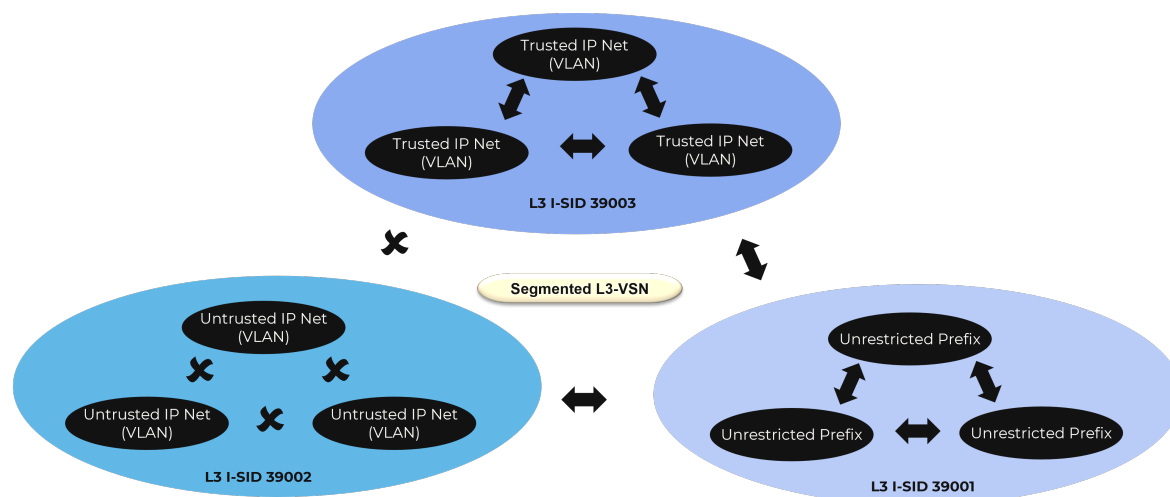 Trusted IP Net
(VLAN)
Trusted IP Net
(VLAN)
Trusted IP Net
(VLAN)
L3 I-SID 39003
Segmented L3-VSN
Untrusted IP Net
(VLAN)
Untrusted IP Net
(VLAN)
Untrusted IP Net
(VLAN)
L3 I-SID 39002
Unrestricted Prefix
Unrestricted Prefix
Unrestricted Prefix
L3 I-SID 39001